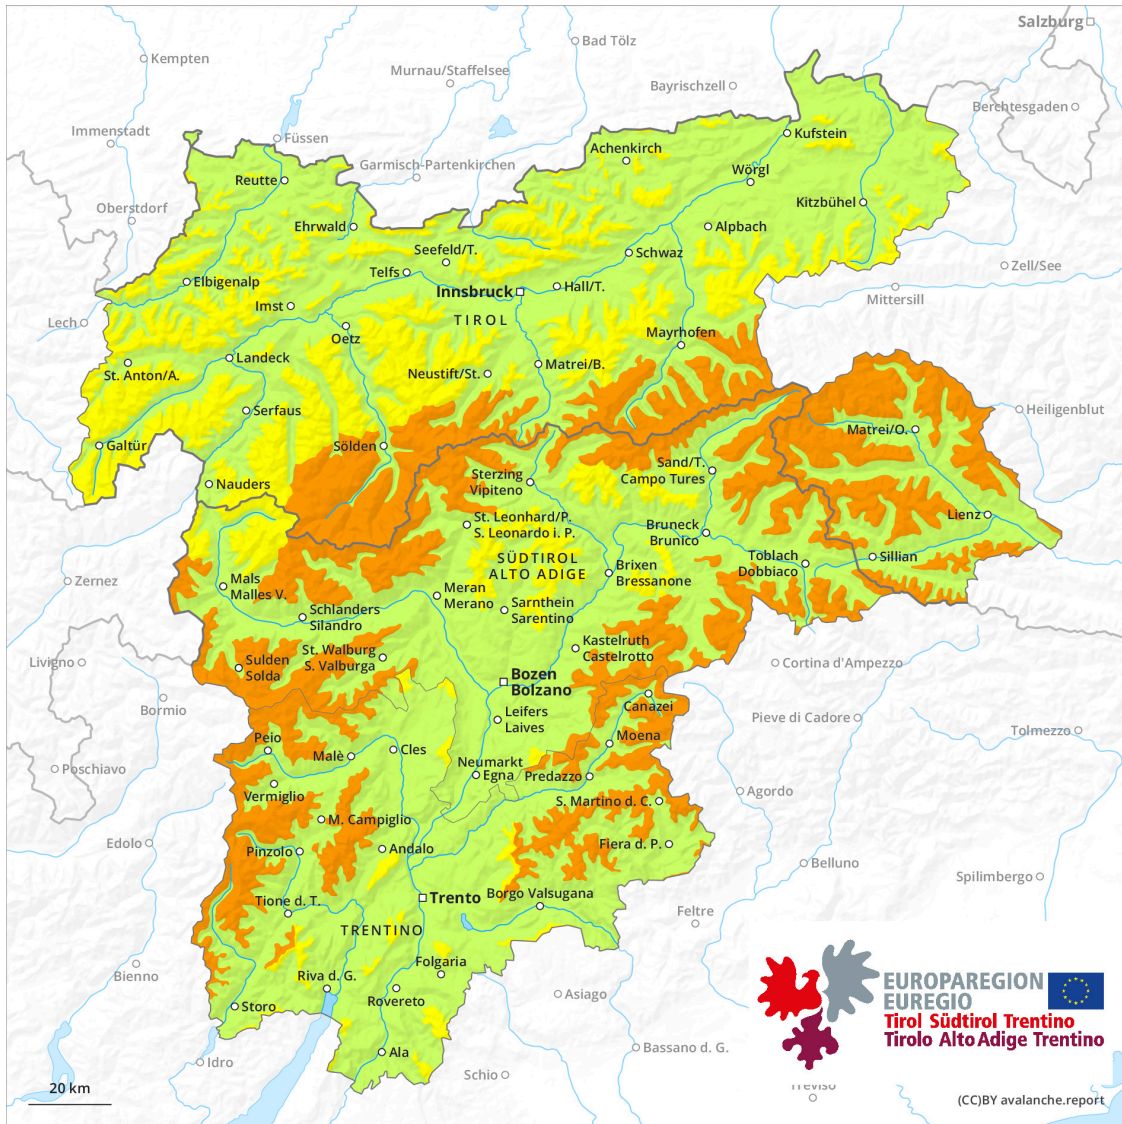 Salzburg
Bad Tölz
Kempten
Murnau/Staffelsee
Bayrischzell
Berchtesgaden
Immenstadt
Füssen
Kufstein
Achenkirch
Garmisch-Partenkirchen
Wörgl
Reutte
Oberstdorf
Kitzbühel
Ehrwald
Alpbach
Seefeld/T.
Schwaz
Telfs
Zell/See
Elbigenalp
Hall/T.
Innsbruck
Mittersill
Imst
TIROL
Lech
Oetz
Mayrhofen
Landeck
St. Anton/A.
Neustift/St.
Matrei/B.
Serfaus
Heiligenblut
Matrei/O.
Galtür
Sölden
Sand/T.
Campo Tures
Sterzing
Vipiteno
Nauders
St. Leonhard/P.
S. Leonardo i. P.
Lienz
Bruneck
Brunico
SÜDTIROL
ALTO ADIGE
Toblach
Dobbiaco
Sillian
Brixen
Bressanone
Zernez
Mals
Malles V.
Meran
Merano
Sarnthein
Sarentino
Schlanders
Silandro
Kastelruth
Castelrotto
St. Walburg
S. Valburga
Livigno
Sulden
Solda
Cortina d'Ampezzo
Bozen
Bolzano
Bormio
Canazei
Leifers
Laives
Pieve di Cadore
Tolmezzo
Peio
Moena
Malè
Cles
Poschiavo
Neumarkt
Egna
Predazzo
Vermiglio
Agordo
S. Martino d. C.
M. Campiglio
Edolo
Pinzolo
Andalo
Fiera d. P.
Belluno
Spilimbergo
Trento
Borgo Valsugana
Tione d. T.
Feltre
TRENTINO
Folgaria
Bienno
Riva d. G.
Rovereto
Asiago
Storo
EUROPAREGION
EUREGIO
Tirol Südtirol Trentino
Tirolo Alto Adige Trentino
Ala
Bassano d. G.
Idro
Schio
Treviso
20 km
(CC)BY avalanche.report